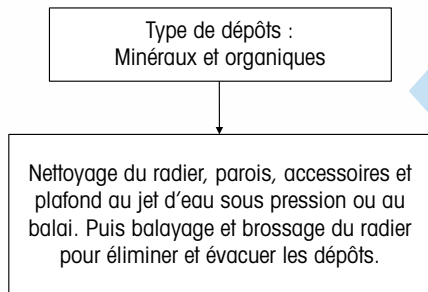 Type de dépôts :
Minéraux et organiques
Nettoyage du radier, parois, accessoires et
plafond au jet d'eau sous pression ou au
balai. Puis balayage et brossage du radier
pour éliminer et évacuer les dépôts.